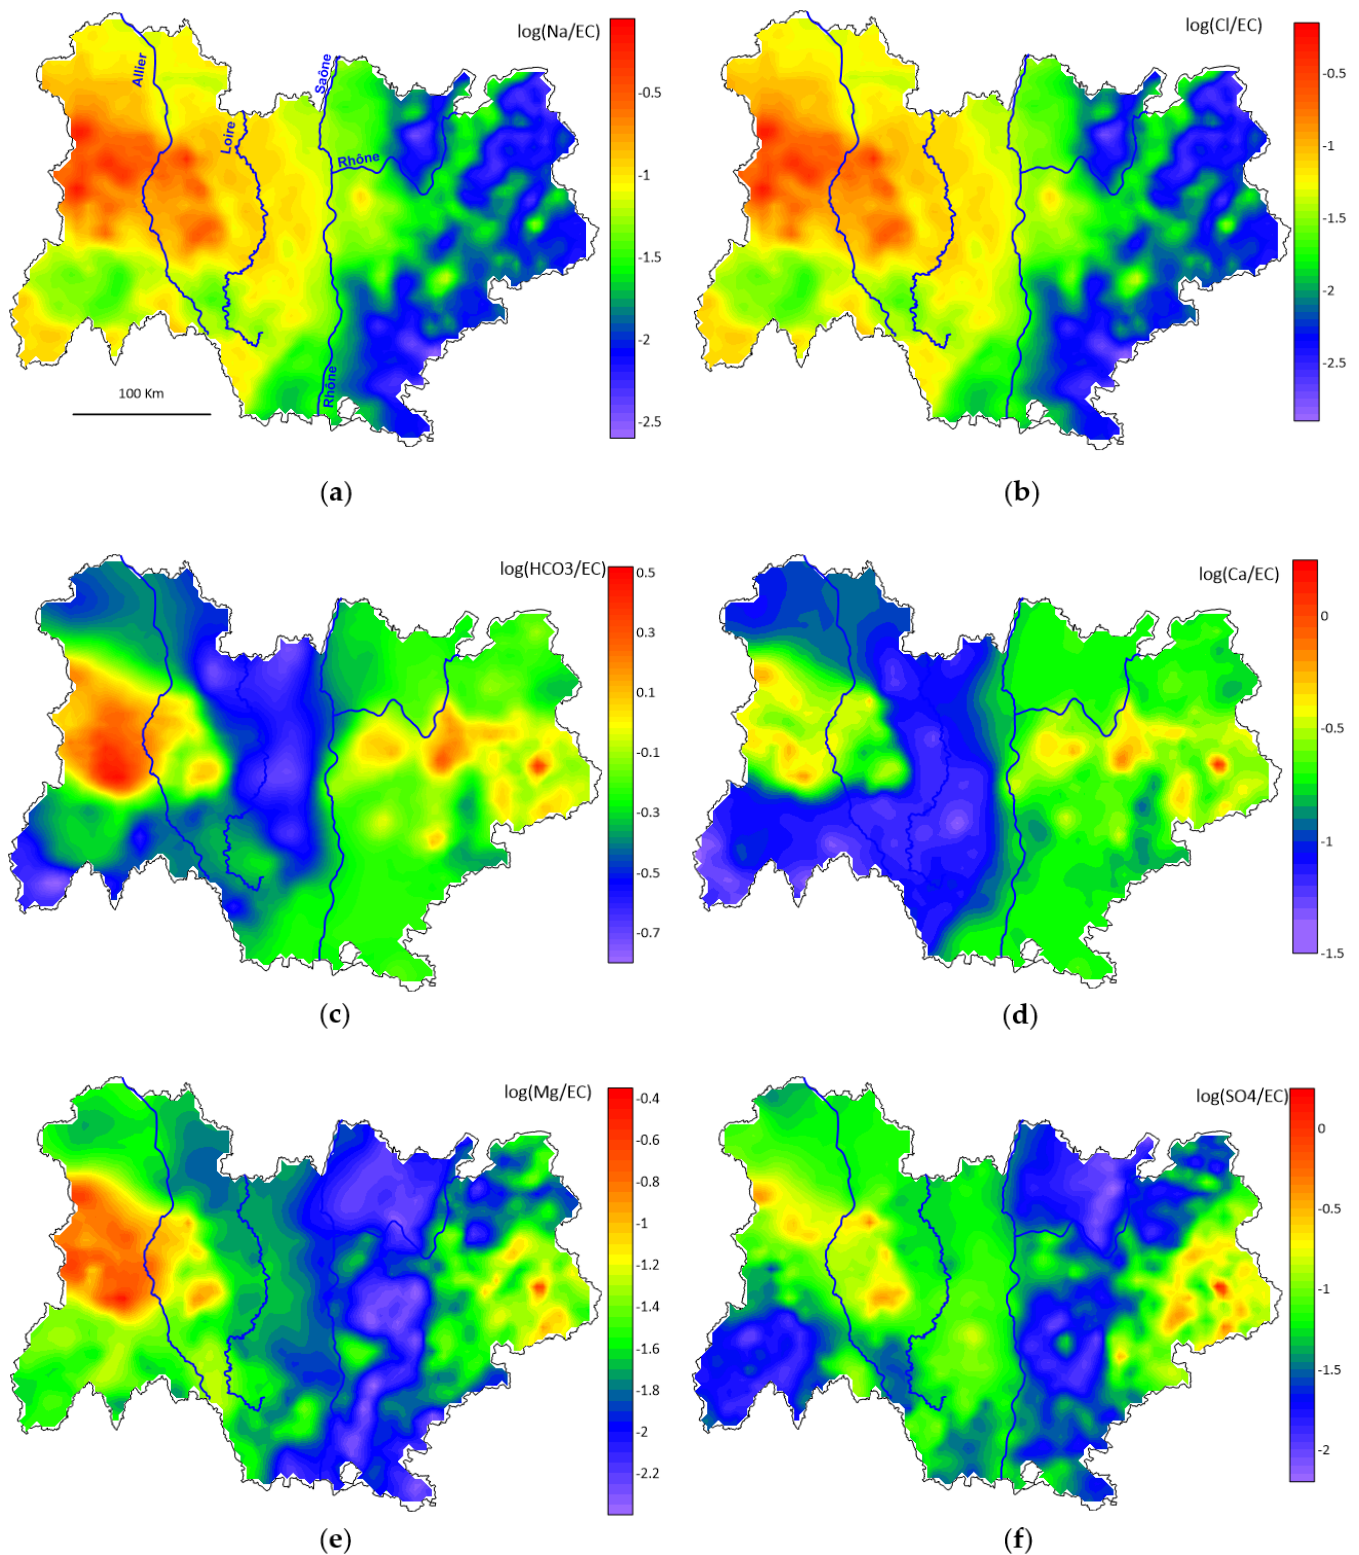 log(Na/EC)
Allier
Loire
Saône
Rhône
Rhône
100 Km
-0.5
-1
-1.5
-2
-2.5
(a)
log(Cl/EC)
-0.5
-1
-1.5
-2
-2.5
(b)
log(HCO3/EC)
0.5
0.3
0.1
-0.1
-0.3
-0.5
-0.7
(c)
log(Ca/EC)
0
-0.5
-1
-1.5
(d)
log(Mg/EC)
-0.4
-0.6
-0.8
-1
-1.2
-1.4
-1.6
-1.8
-2
-2.2
(e)
log(SO4/EC)
0
-0.5
-1
-1.5
-2
(f)